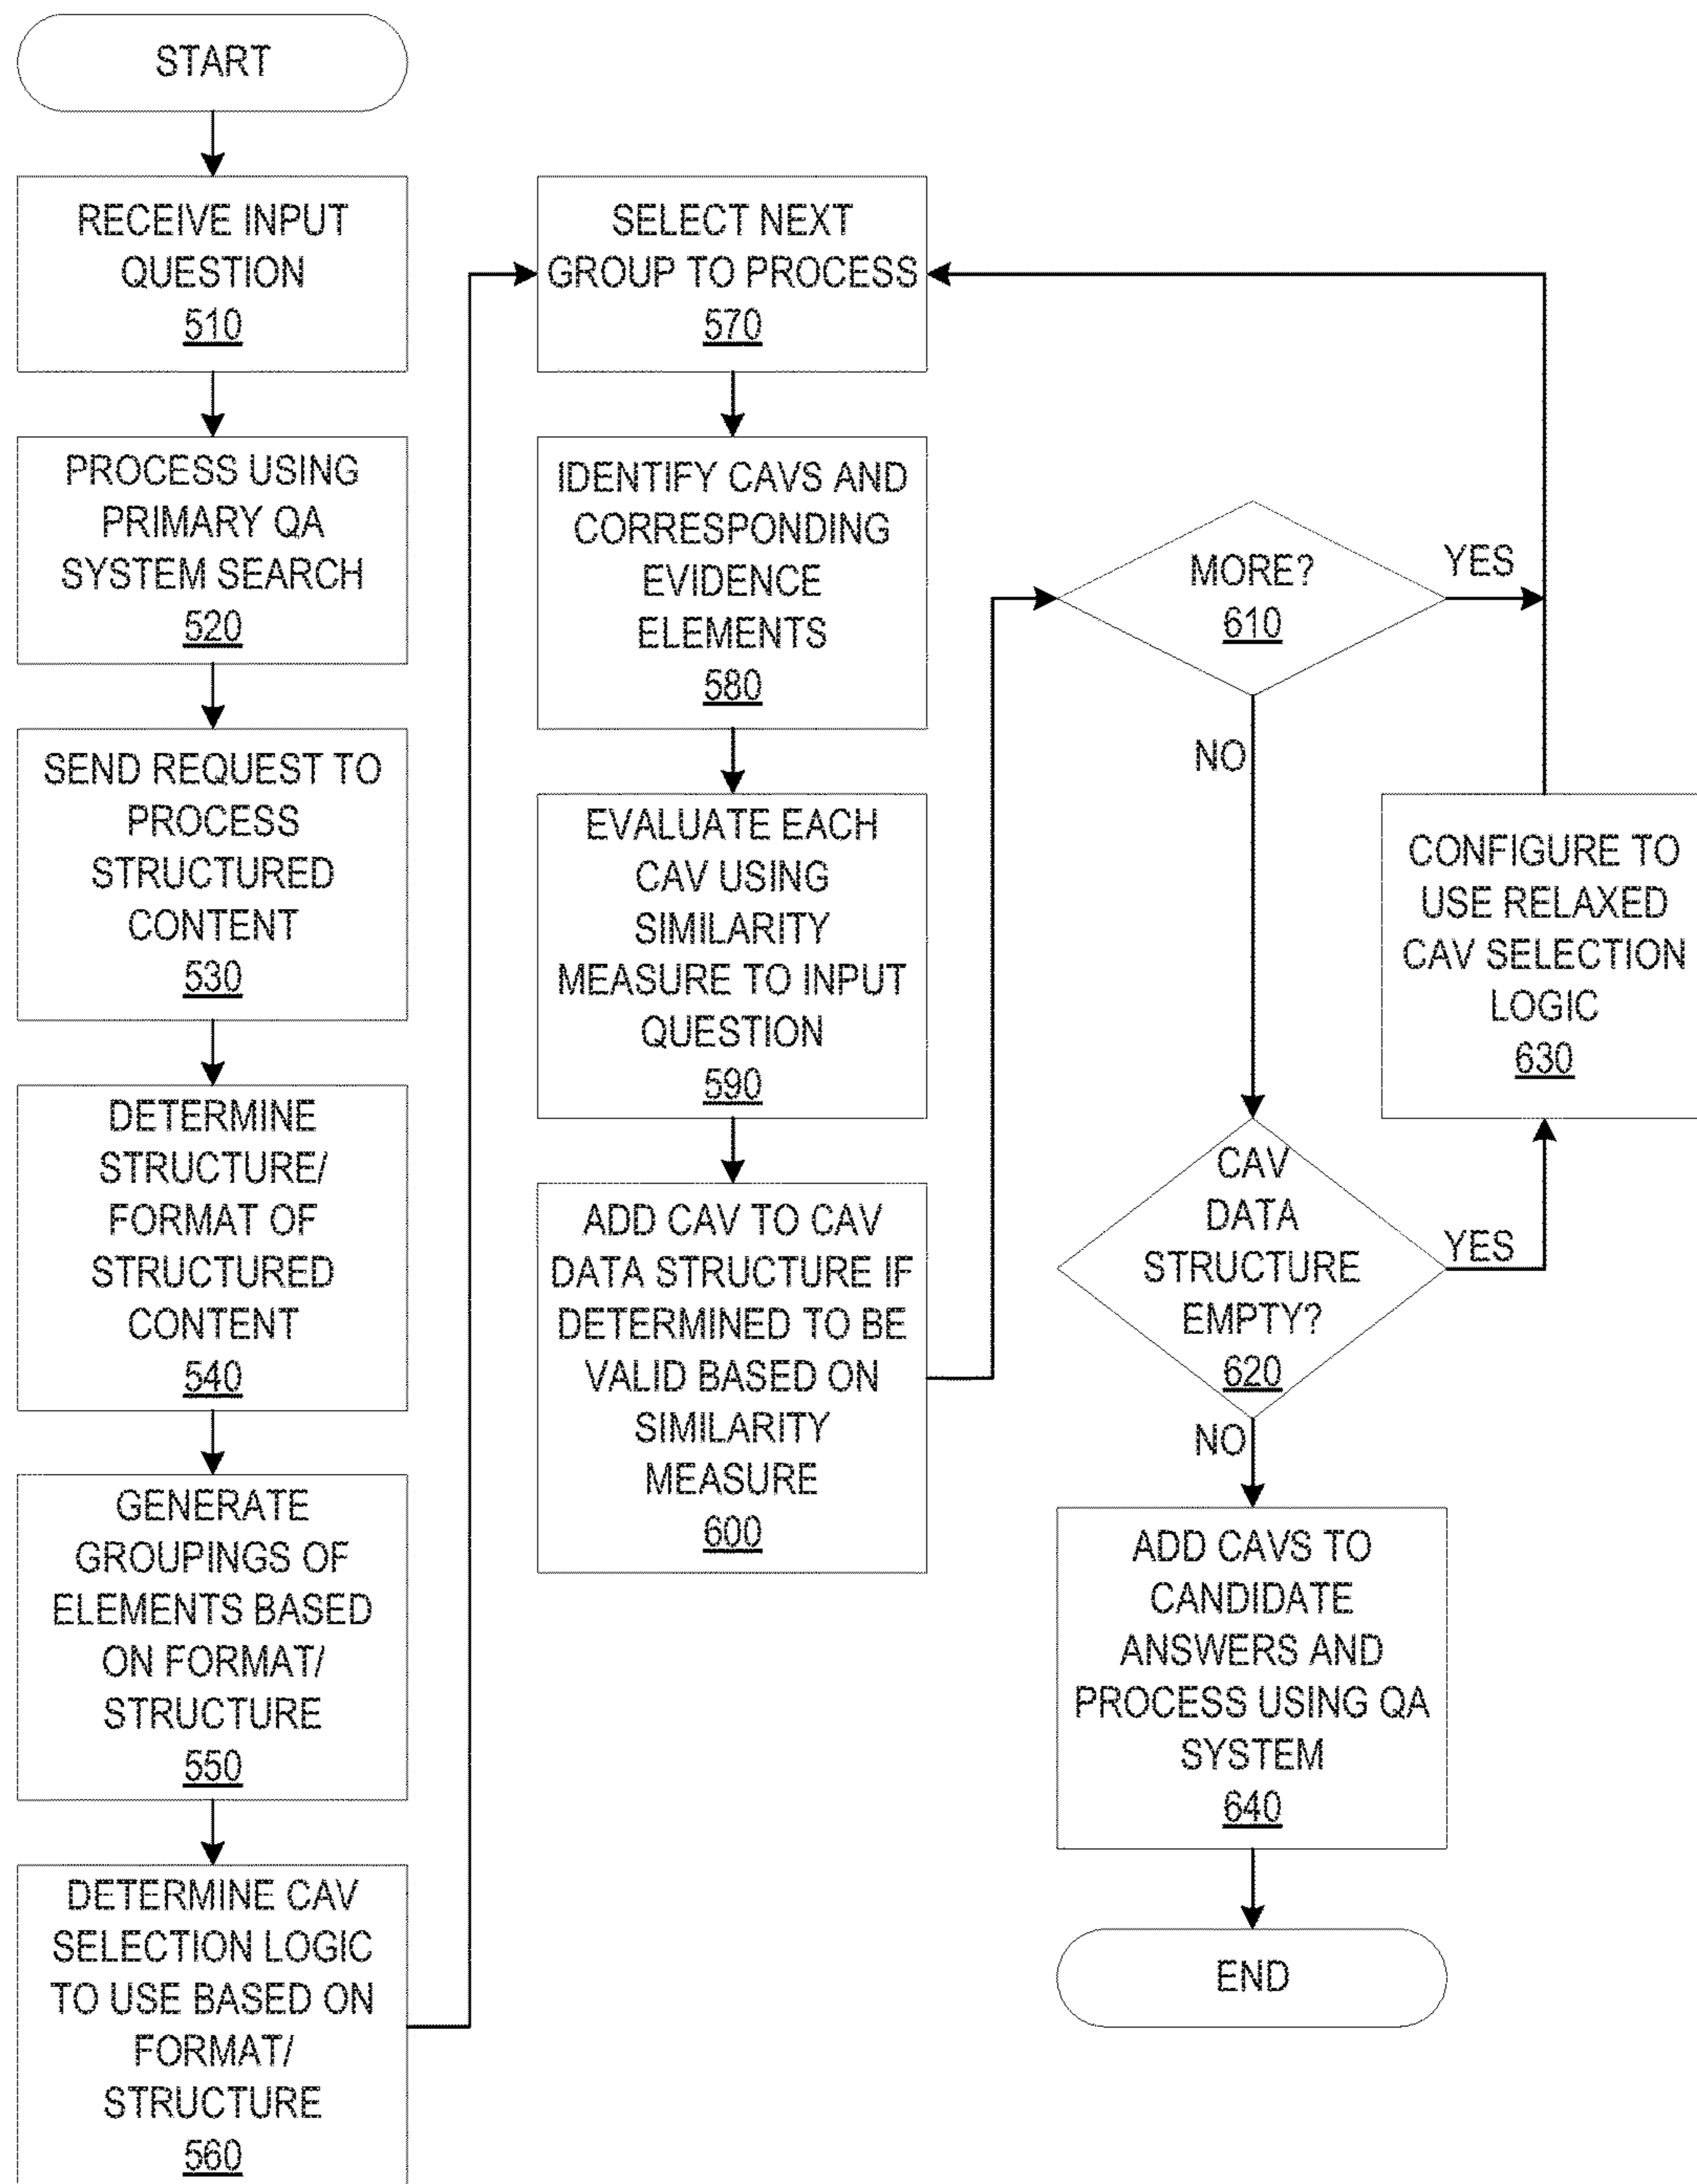 START
RECEIVE INPUT
QUESTION
510
PROCESS USING
PRIMARY QA
SYSTEM SEARCH
520
SEND REQUEST TO
PROCESS
STRUCTURED
CONTENT
530
DETERMINE
STRUCTURE/
FORMAT OF
STRUCTURED
CONTENT
540
GENERATE
GROUPINGS OF
ELEMENTS BASED
ON FORMAT/
STRUCTURE
550
DETERMINE CAV
SELECTION LOGIC
TO USE BASED ON
FORMAT/
STRUCTURE
560
SELECT NEXT
GROUP TO PROCESS
570
IDENTIFY CAVS AND
CORRESPONDING
EVIDENCE
ELEMENTS
580
EVALUATE EACH
CAV USING
SIMILARITY
MEASURE TO INPUT
QUESTION
590
ADD CAV TO CAV
DATA STRUCTURE IF
DETERMINED TO BE
VALID BASED ON
SIMILARITY
MEASURE
600
MORE?
610
YES
NO
CONFIGURE TO
USE RELAXED
CAV SELECTION
LOGIC
630
CAV
DATA
STRUCTURE
EMPTY?
620
YES
NO
ADD CAVS TO
CANDIDATE
ANSWERS AND
PROCESS USING QA
SYSTEM
640
END